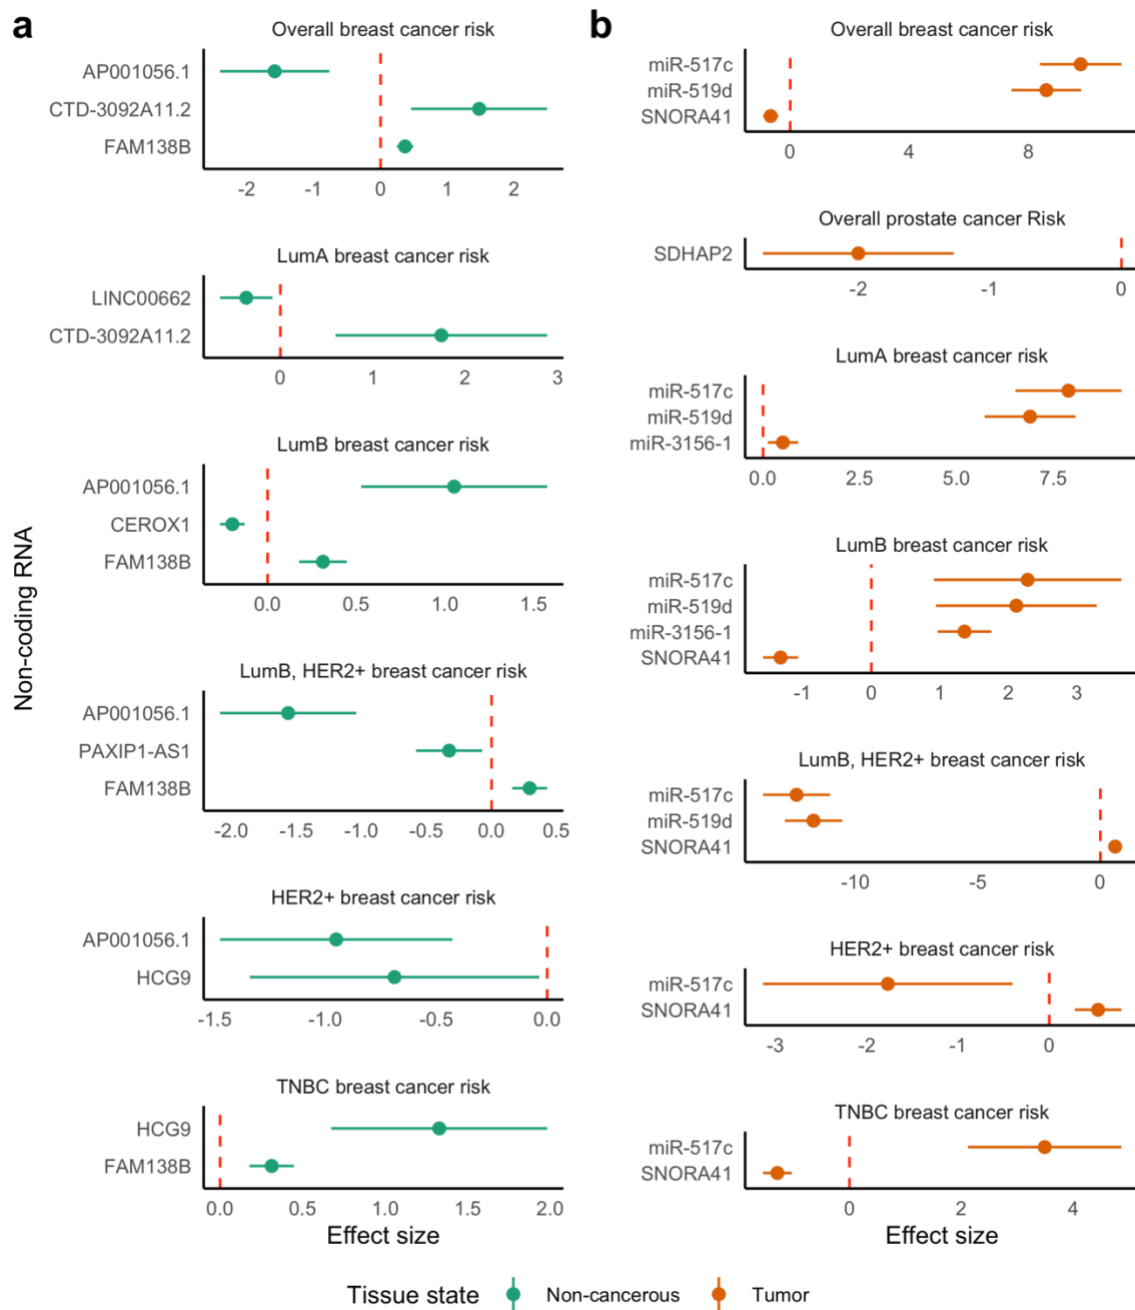 a
Overall breast cancer risk
AP001056.1
CTD-3092A11.2
FAM138B
-2 -1 0 1 2
LumA breast cancer risk
LINC00662
CTD-3092A11.2
0 1 2 3
LumB breast cancer risk
AP001056.1
CEROX1
FAM138B
0.0 0.5 1.0 1.5
LumB, HER2+ breast cancer risk
AP001056.1
PAXIP1-AS1
FAM138B
-2.0 -1.5 -1.0 -0.5 0.0 0.5
HER2+ breast cancer risk
AP001056.1
HCG9
-1.5 -1.0 -0.5 0.0
TNBC breast cancer risk
HCG9
FAM138B
0.0 0.5 1.0 1.5 2.0
Effect size
Non-coding RNA
b
Overall breast cancer risk
miR-517c
miR-519d
SNORA41
0 4 8
Overall prostate cancer Risk
SDHAP2
-2 -1 0
LumA breast cancer risk
miR-517c
miR-519d
miR-3156-1
0.0 2.5 5.0 7.5
LumB breast cancer risk
miR-517c
miR-519d
miR-3156-1
SNORA41
-1 0 1 2 3
LumB, HER2+ breast cancer risk
miR-517c
miR-519d
SNORA41
-10 -5 0
HER2+ breast cancer risk
miR-517c
SNORA41
-3 -2 -1 0
TNBC breast cancer risk
miR-517c
SNORA41
0 2 4
Effect size
Tissue state Non-cancerous Tumor